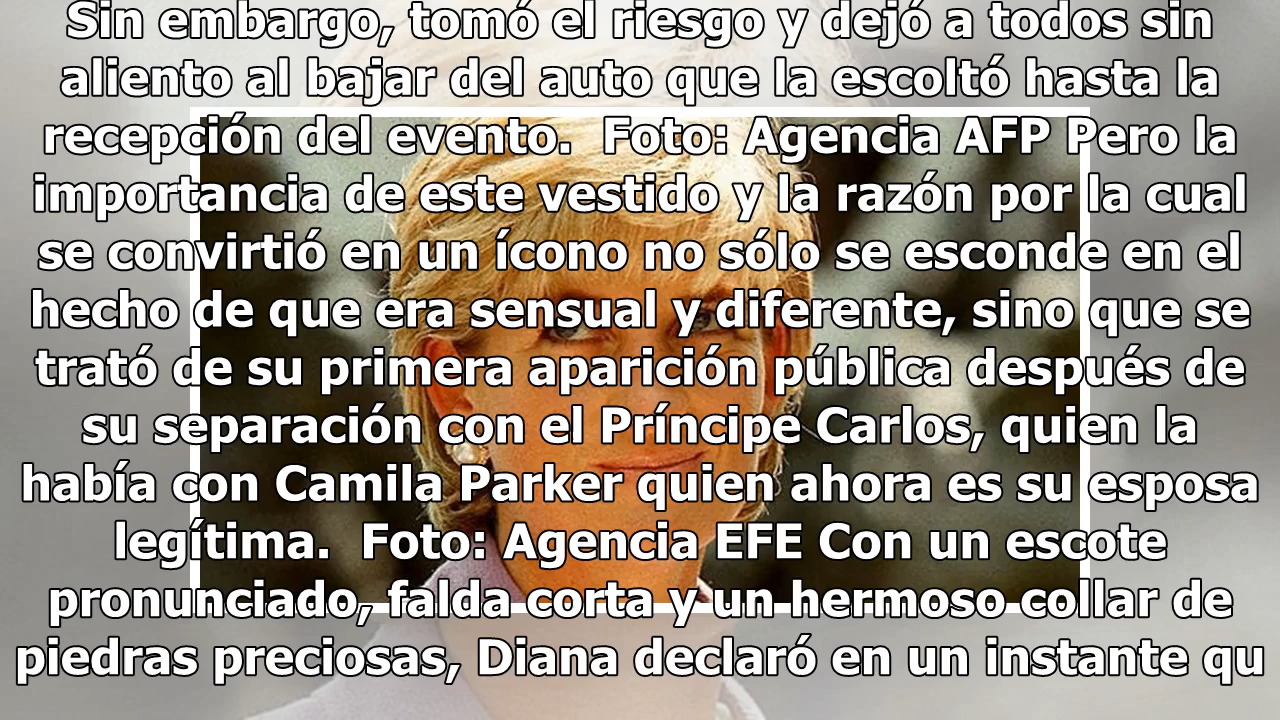 Sin embargo, tomó el riesgo y dejó a todos sin
aliento al bajar del auto que la escoltó hasta la
recepción del evento.  Foto: Agencia AFP Pero la
importancia de este vestido y la razón por la cual
se convirtió en un ícono no sólo se esconde en el
hecho de que era sensual y diferente, sino que se
trató de su primera aparición pública después de
su separación con el Príncipe Carlos, quien la
había con Camila Parker quien ahora es su esposa
legítima.  Foto: Agencia EFE Con un escote
pronunciado, falda corta y un hermoso collar de
piedras preciosas, Diana declaró en un instante qu